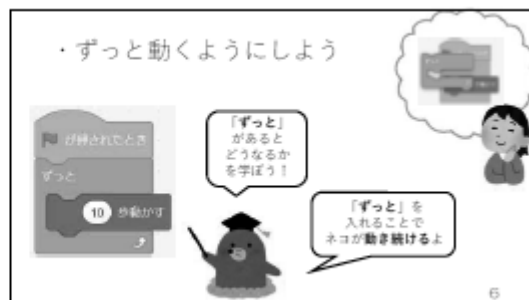 ・ずっと動くようにしよう
が押されたとき
ずっと
10 歩動かす
「ずっと」
があると
どうなるか
を学ぼう！
「ずっと」を
入れることで
ネコが動き続けるよ
6